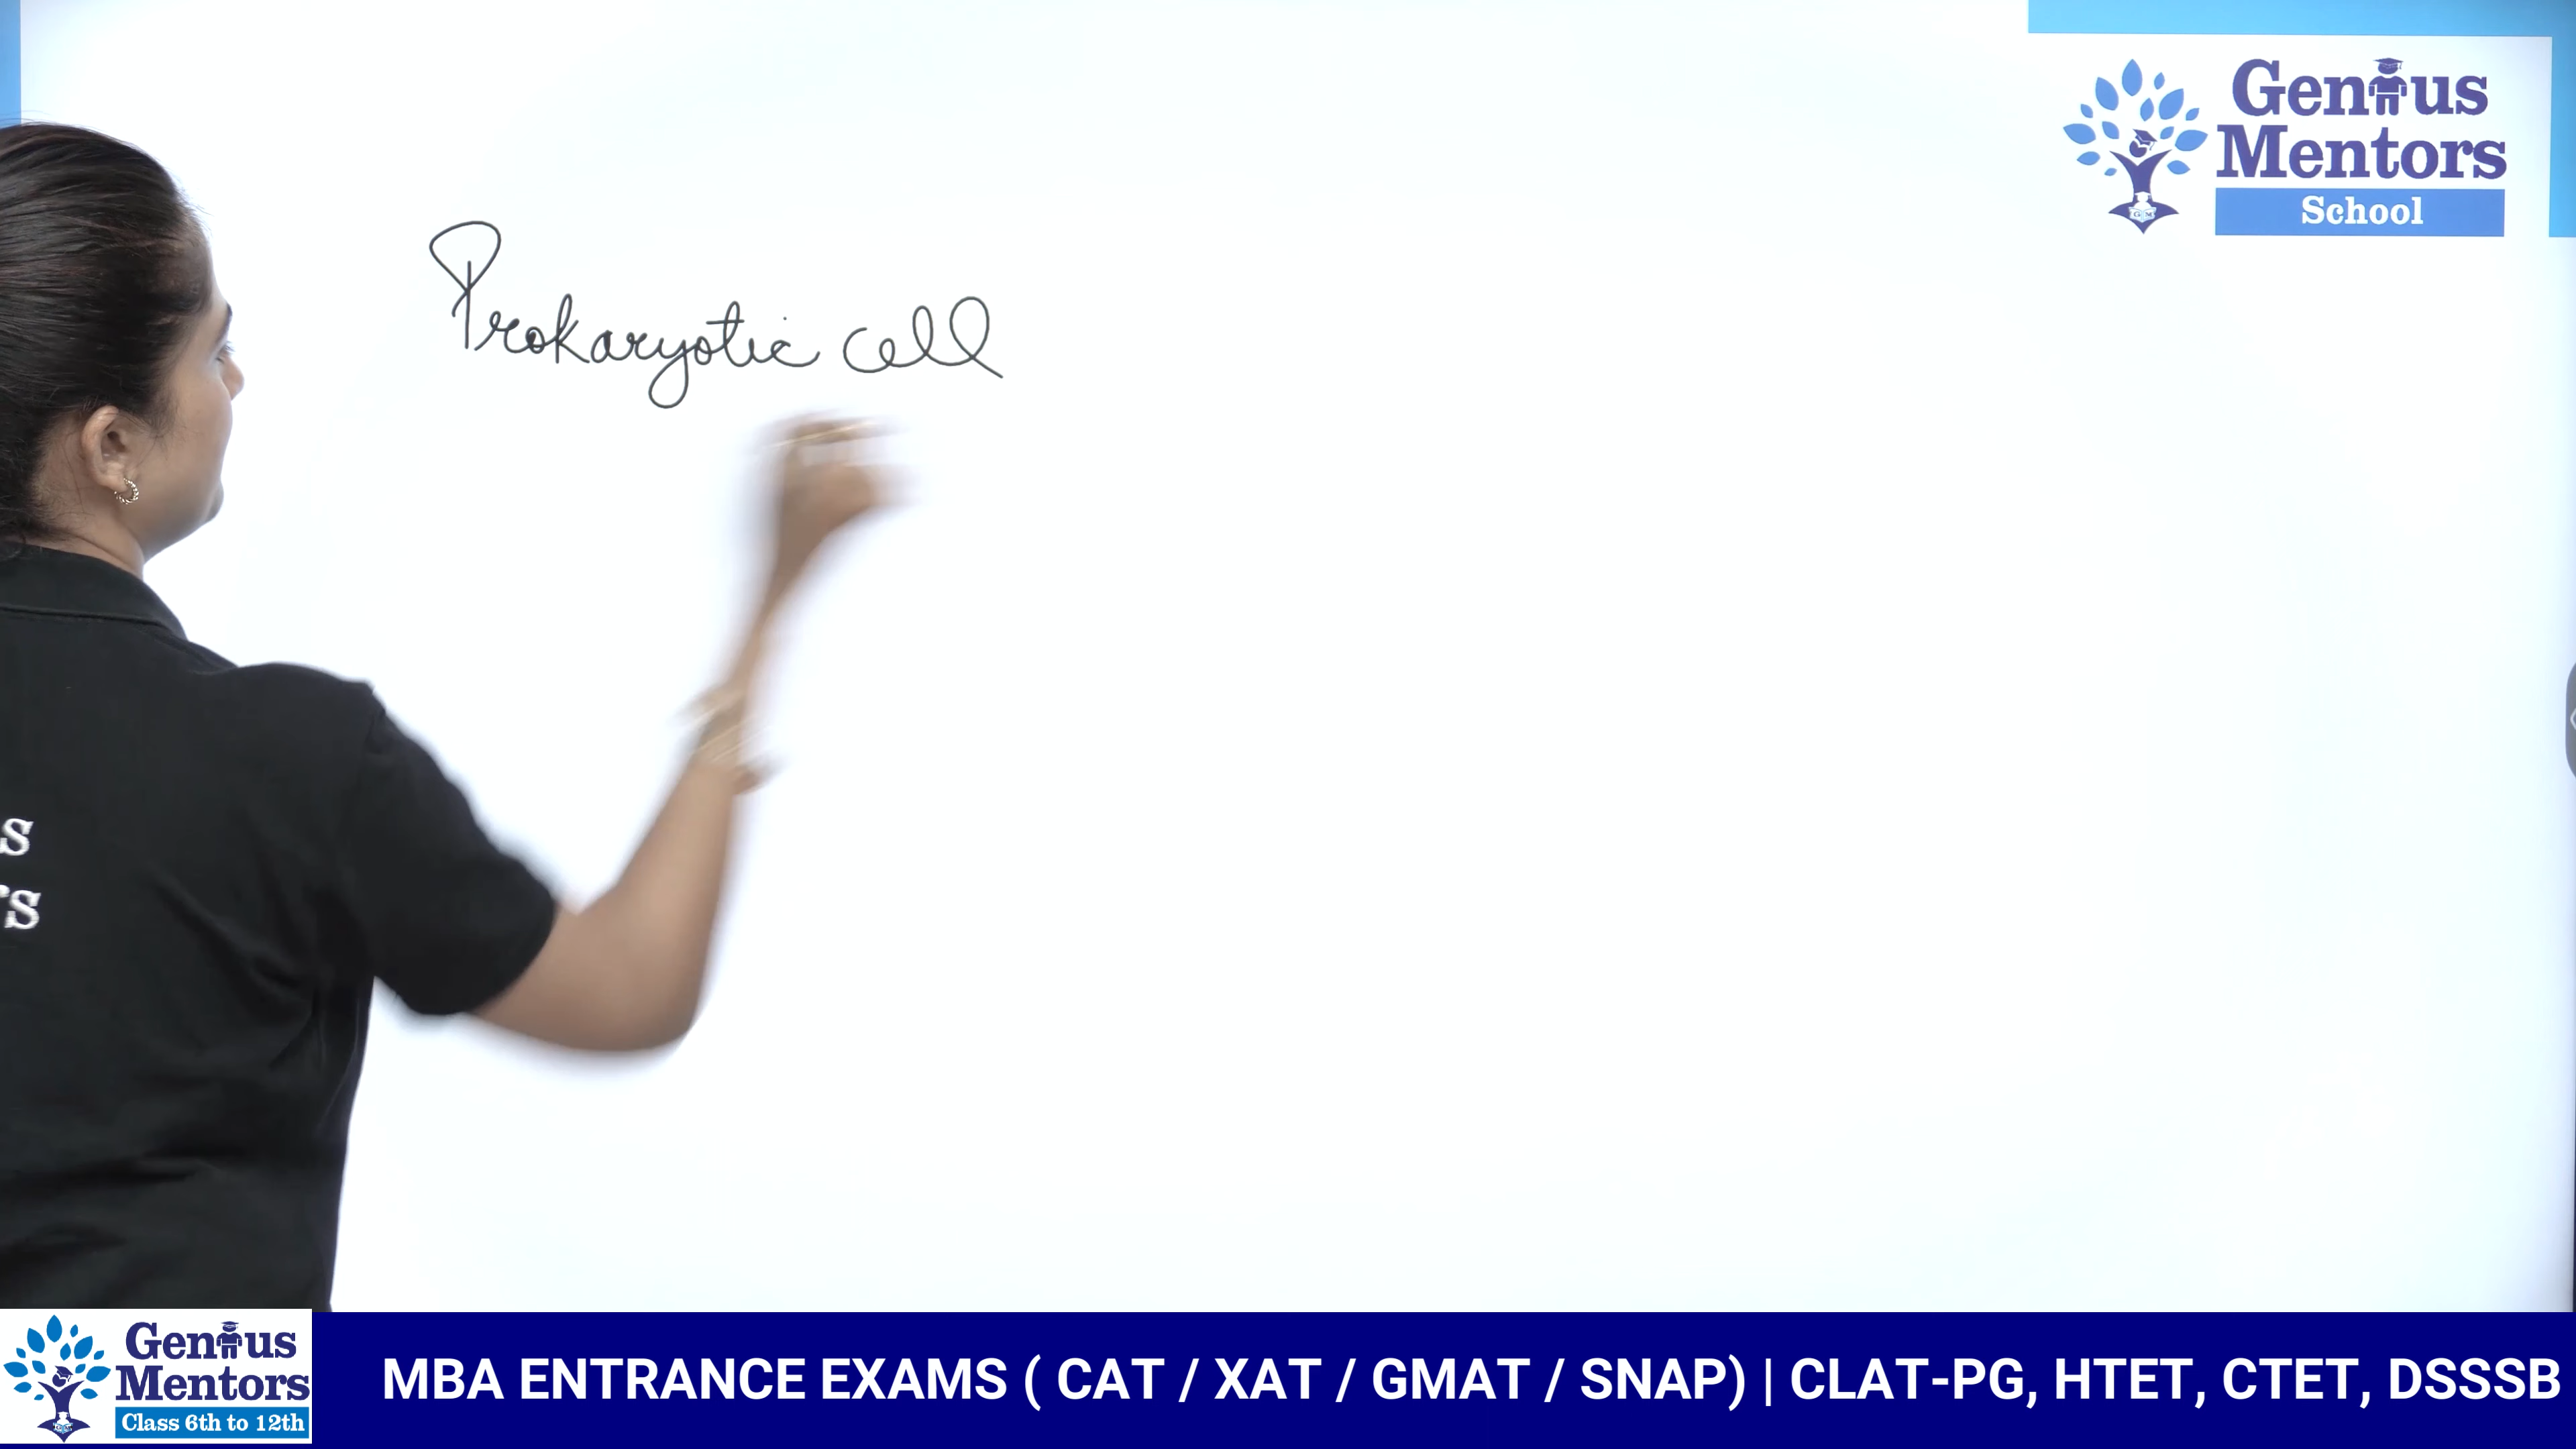 Genius
Mentors
School
Prokaryotic cell
s
rs
Genius
Mentors
Class 6th to 12th
MBA ENTRANCE EXAMS ( CAT / XAT / GMAT / SNAP) | CLAT-PG, HTET, CTET, DSSSB